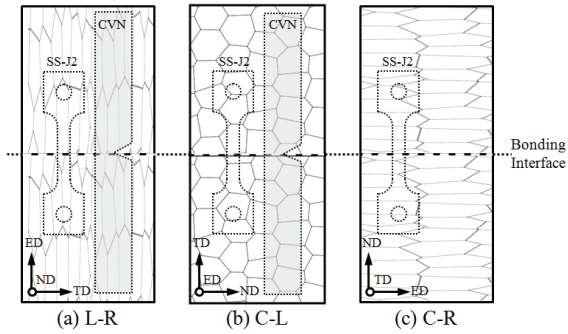 CVN
SS-J2
ED
ND
TD
(a) L-R
CVN
SS-J2
TD
ED
ND
(b) C-L
SS-J2
ND
TD
ED
(c) C-R
Bonding
Interface